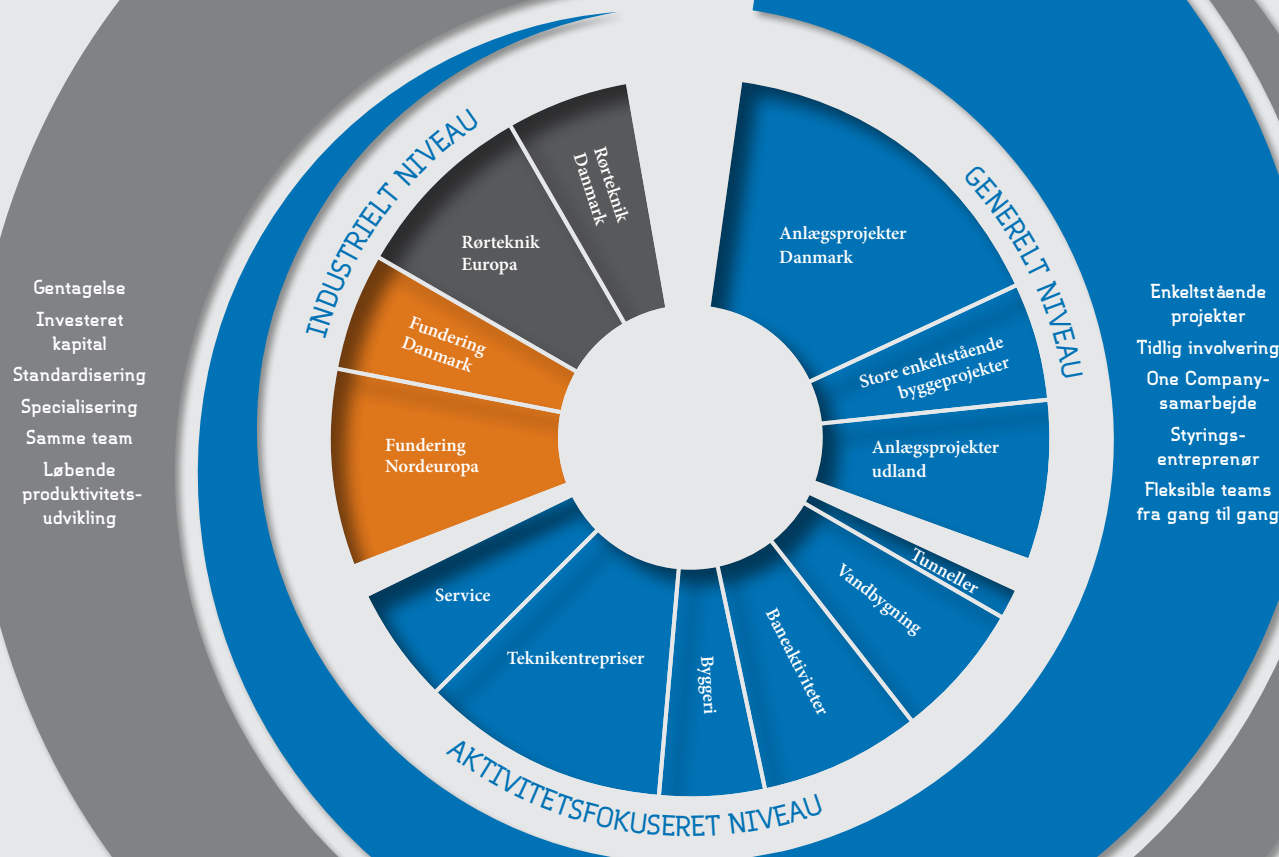 INDUSTRIELT NIVEAU
GENERELT NIVEAU
AKTIVITETSFOKUSERET NIVEAU
Gentagelse
Investeret
kapital
Standardisering
Specialisering
Samme team
Løbende
produktivitets-
udvikling
Rørteknik
Danmark
Rørteknik
Europa
Fundering
Danmark
Fundering
Nordeuropa
Anlægsprojekter
Danmark
Store enkeltstående
byggeprojekter
Anlægsprojekter
udland
Tunneller
Vandbygning
Baneaktiviteter
Byggeri
Teknikentrepriser
Service
Enkeltstående
projekter
Tidlig involvering
One Company-
samarbejde
Styrings-
entreprenør
Fleksible teams
fra gang til gang